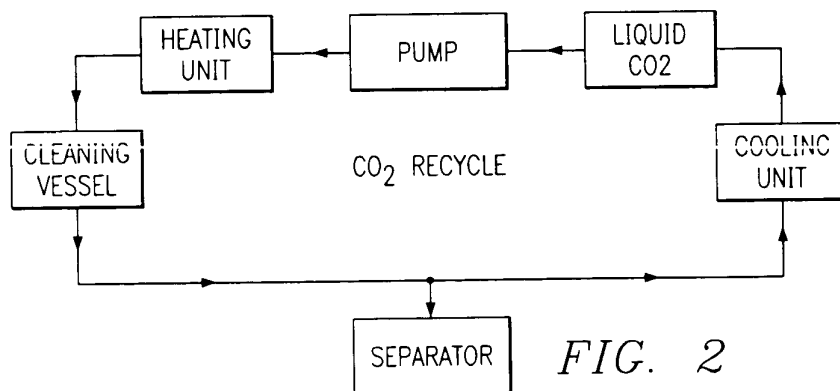 HEATING
UNIT
PUMP
LIQUID
CO2
CLEANING
VESSEL
CO₂ RECYCLE
COOLING
UNIT
SEPARATOR
FIG. 2